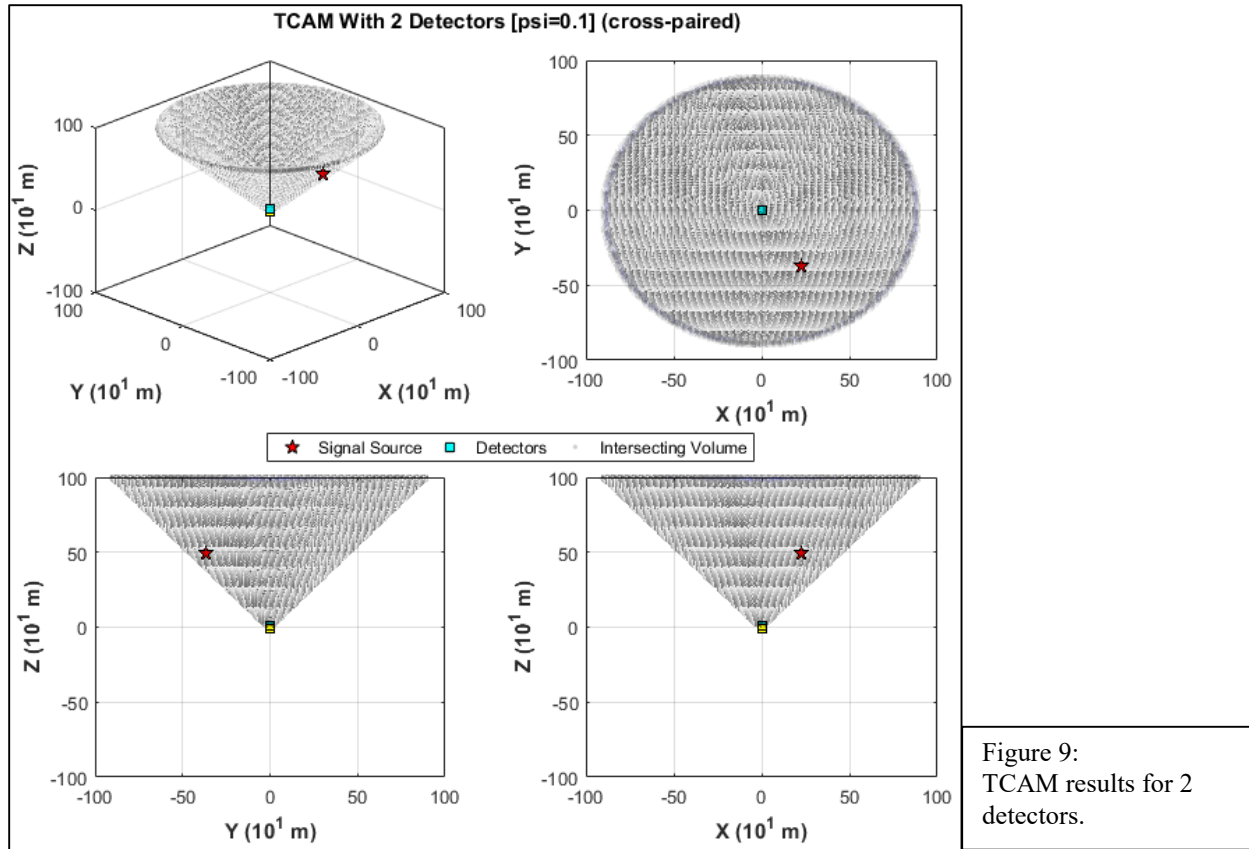 TCAM With 2 Detectors [psi=0.1] (cross-paired)
100
0
-100
Z (10^1 m)
100
0
-100
Y (10^1 m)
-100
0
100
X (10^1 m)
100
50
0
-50
-100
Y (10^1 m)
-100
-50
0
50
100
X (10^1 m)
Signal Source
Detectors
Intersecting Volume
100
50
0
-50
-100
Z (10^1 m)
-100
-50
0
50
100
Y (10^1 m)
100
50
0
-50
-100
Z (10^1 m)
-100
-50
0
50
100
X (10^1 m)
Figure 9:
TCAM results for 2
detectors.